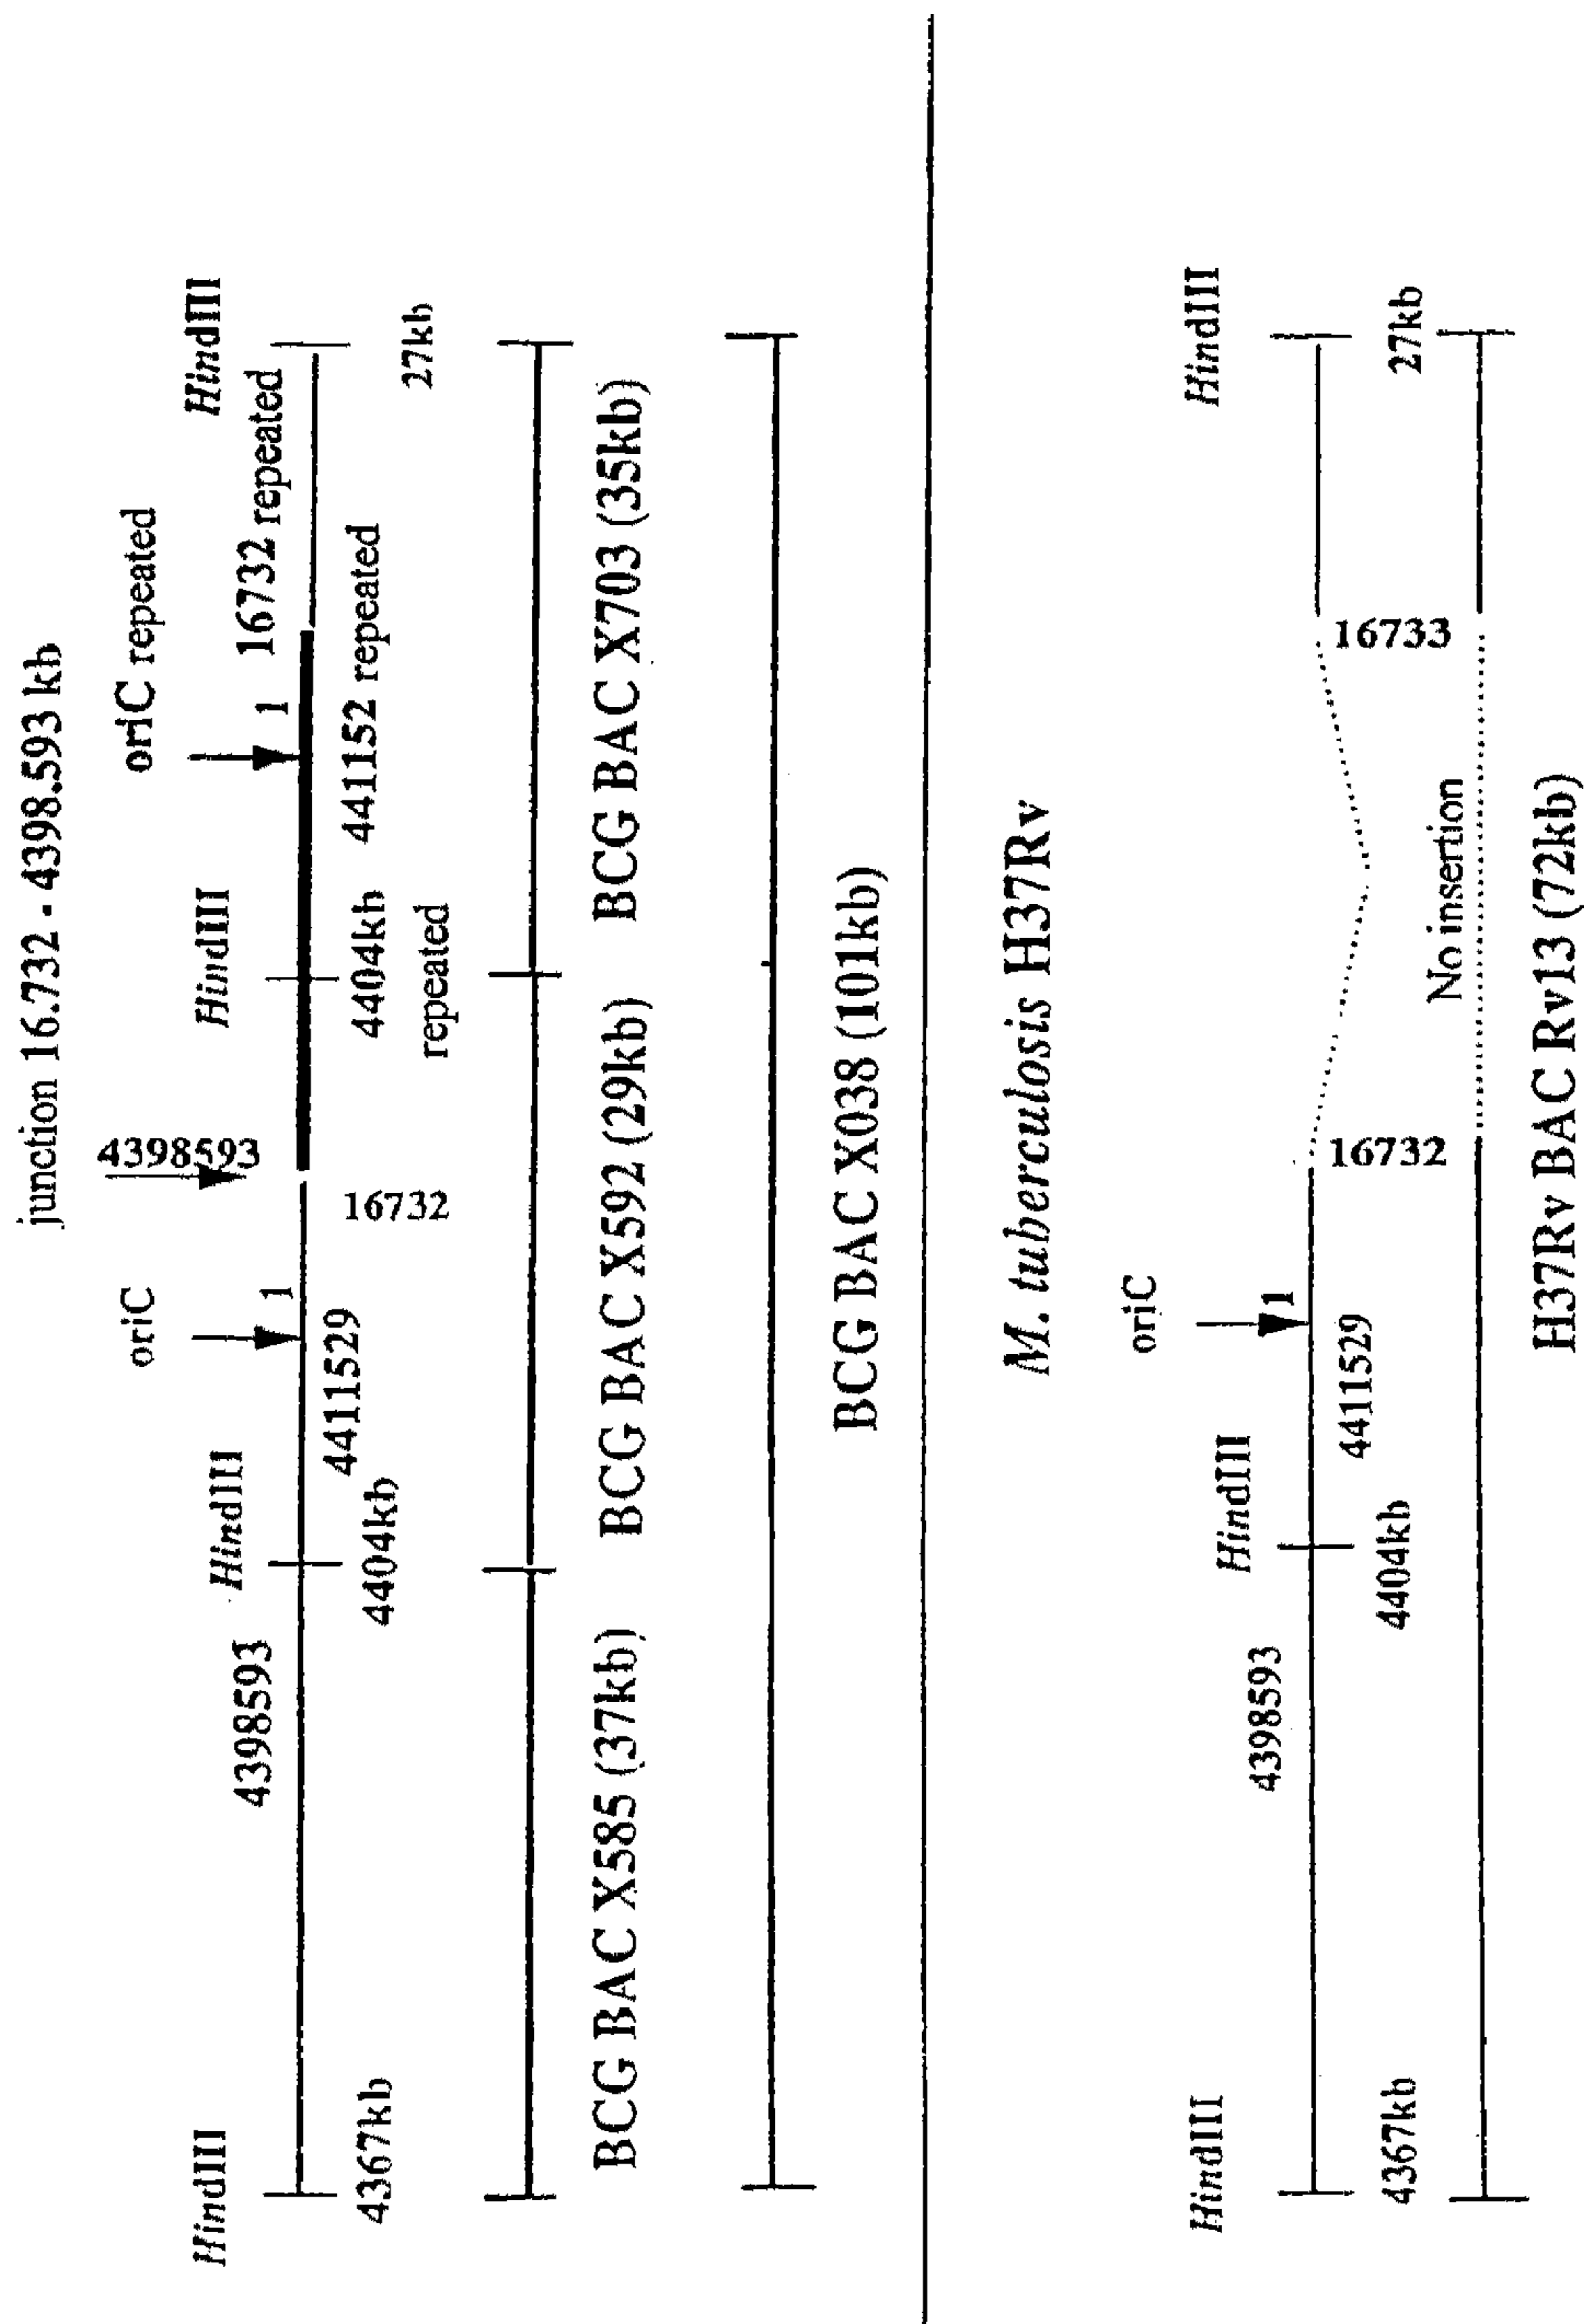 junction 16.732 - 4398.593 kb
oriC repeated
4398593
oriC
HindIII
4398593
HindIII
1
HindIII
1
16732 repeated
HindIII
4367kb
4404kb
4411529
16732
4404kb
repeated
441152 repeated
27kb
BCG BAC X585 (37kb)
BCG BAC X592 (29kb)
BCG BAC X703 (35kb)
BCG BAC X038 (101kb)
M. tuberculosis H37Rv
oriC
HindIII
4398593
HindIII
1
HindIII
4367kb
4404kb
4411529
16732
16733
27kb
No insertion
H37Rv BAC Rv13 (72kb)